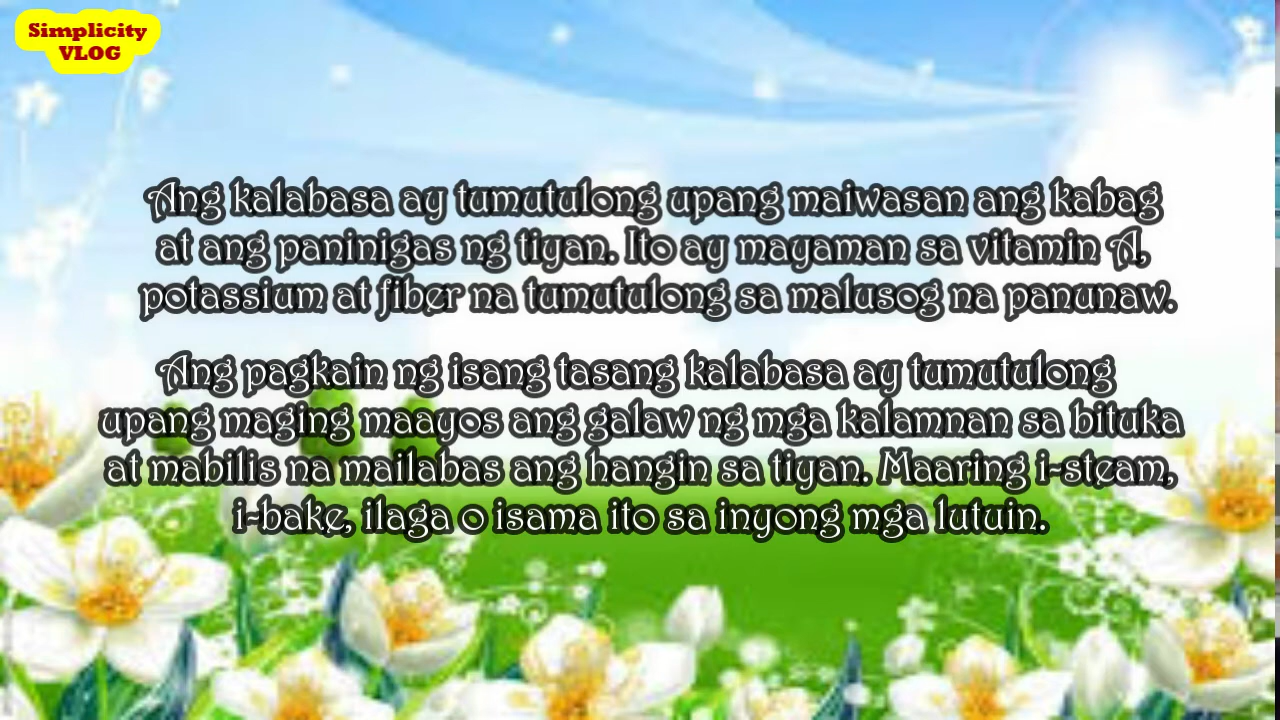 Simplicity
VLOG
Ang kalabasa ay tumutulong upang maiwasan ang kabag
at ang paninigas ng tiyan. Ito ay mayaman sa vitamin A,
potassium at fiber na tumutulong sa malusog na panunaw.
Ang pagkain ng isang tasang kalabasa ay tumutulong
upang maging maayos ang galaw ng mga kalamnan sa bituka
at mabilis na mailabas ang hangin sa tiyan. Maaring i-steam,
i-bake, ilaga o isama ito sa inyong mga lutuin.